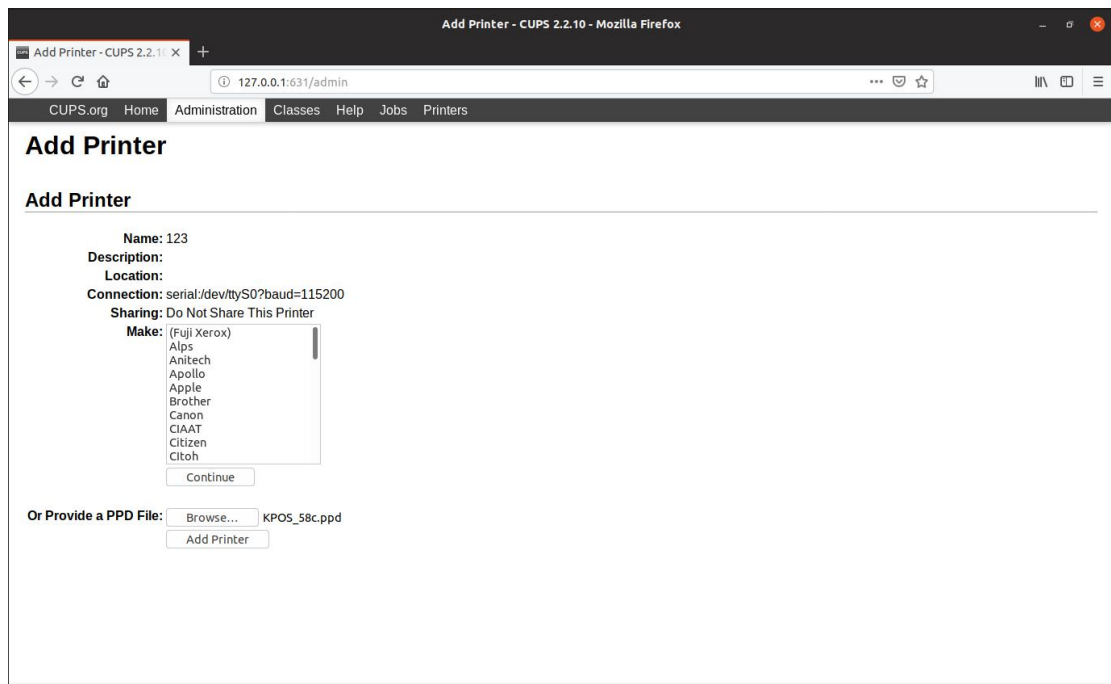 Add Printer - CUPS 2.2.10 - Mozilla Firefox
Add Printer - CUPS 2.2.1
127.0.0.1:631/admin
CUPS.org Home Administration Classes Help Jobs Printers
Add Printer
Add Printer
Name: 123
Description:
Location:
Connection: serial:/dev/ttyS0?baud=115200
Sharing: Do Not Share This Printer
Make: (Fuji Xerox)
Alps
Anitech
Apollo
Apple
Brother
Canon
CIAAT
Citizen
CItoh
Continue
Or Provide a PPD File: Browse... KPOS_58c.ppd
Add Printer